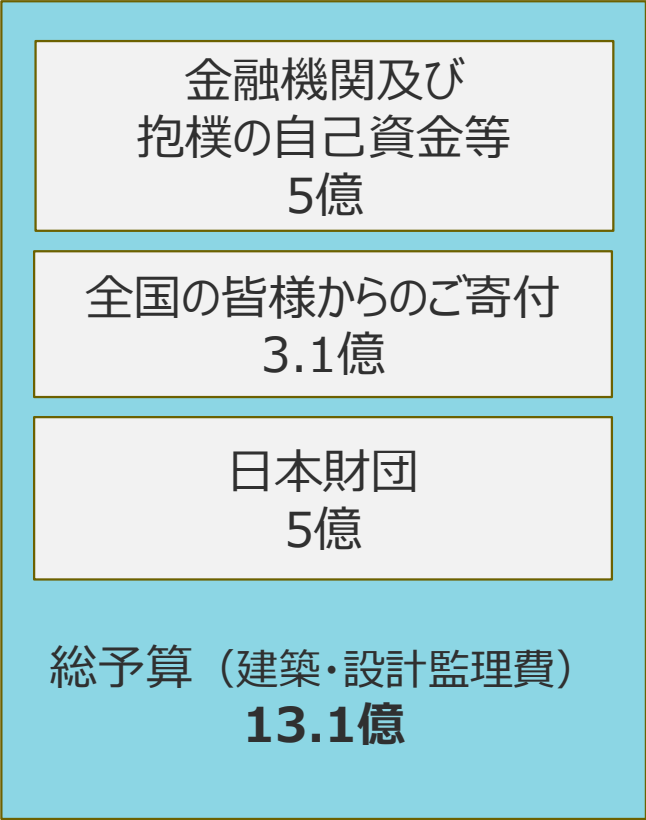 金融機関及び
抱樸の自己資金等
5億
全国の皆様からのご寄付
3.1億
日本財団
5億
総予算（建築・設計監理費）
13.1億